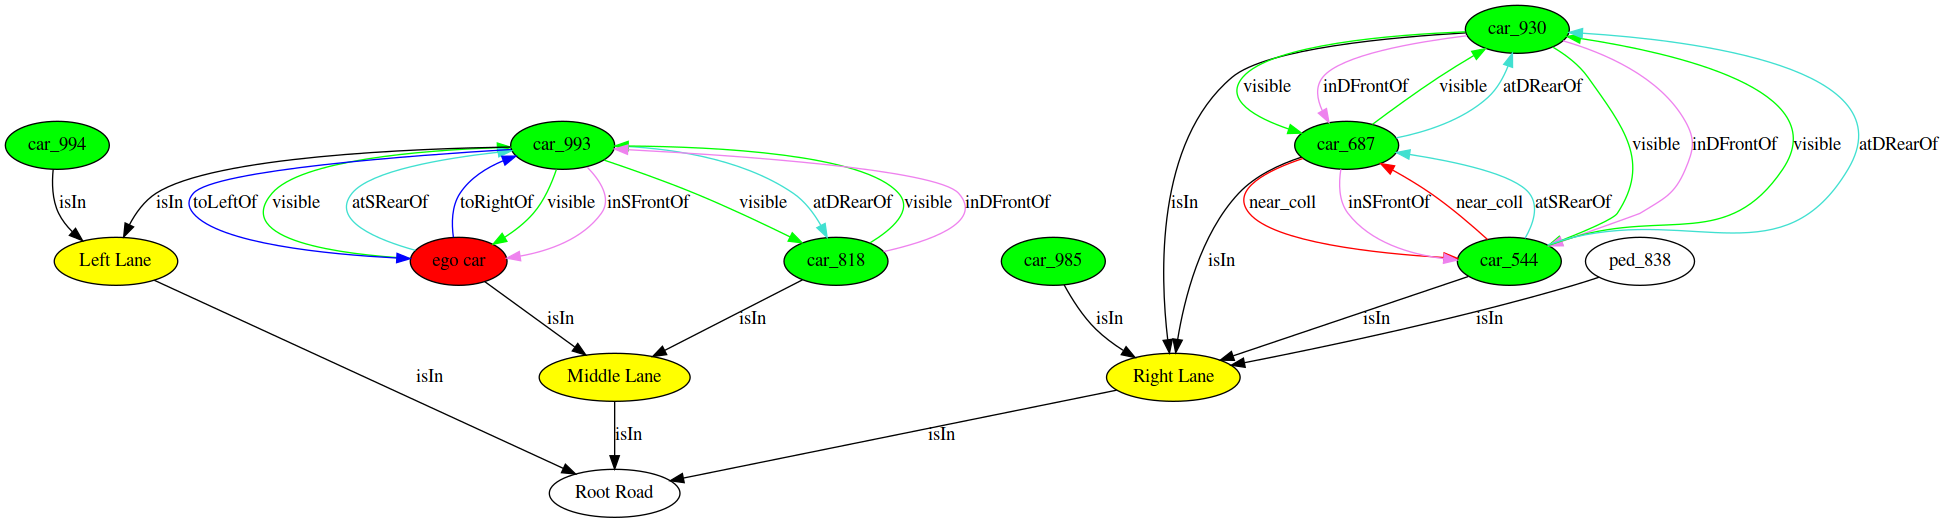 car_930
visible
inDFrontOf
visible
atDRearOf
car_994
car_993
car_687
visible
inDFrontOf
visible
atDRearOf
isIn
isIn
toLeftOf
visible
atSRearOf
toRightOf
visible
inSFrontOf
visible
atDRearOf
visible
inDFrontOf
isIn
near_coll
inSFrontOf
near_coll
atSRearOf
Left Lane
ego car
car_818
car_985
isIn
car_544
ped_838
isIn
isIn
isIn
isIn
isIn
isIn
Middle Lane
Right Lane
isIn
isIn
Root Road